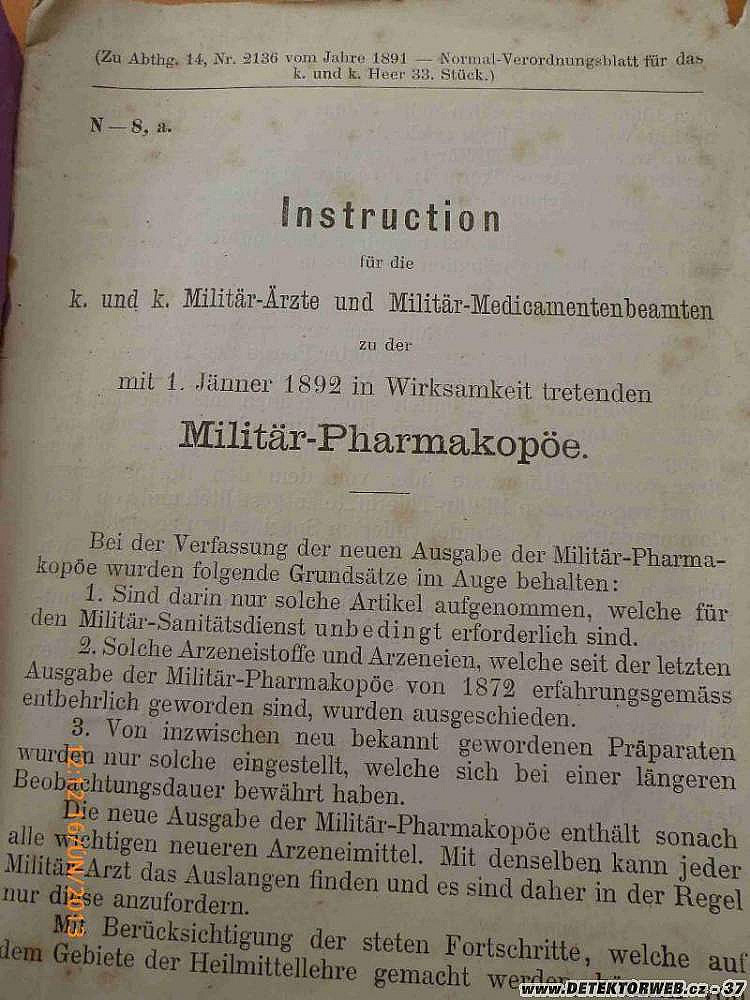 (Zu Abthg. 14, Nr. 2136 vom Jahre 1891 — Normal-Verordnungsblatt für das
k. und k. Heer 33. Stück.)
N — 8, a.
Instruction
für die
k. und k. Militär-Ärzte und Militär-Medicamentenbeamten
zu der
mit 1. Jänner 1892 in Wirksamkeit tretenden
Militär-Pharmakopöe.
Bei der Verfassung der neuen Ausgabe der Militär-Pharma-
kopöe wurden folgende Grundsätze im Auge behalten:
1. Sind darin nur solche Artikel aufgenommen, welche für
den Militär-Sanitätsdienst unbedingt erforderlich sind.
2. Solche Arzeneistoffe und Arzeneien, welche seit der letzten
Ausgabe der Militär-Pharmakopöe von 1872 erfahrungsgemäss
entbehrlich geworden sind, wurden ausgeschieden.
3. Von inzwischen neu bekannt gewordenen Präparaten
wurden nur solche eingestellt, welche sich bei einer längeren
Beobachtungsdauer bewährt haben.
Die neue Ausgabe der Militär-Pharmakopöe enthält sonach
alle wichtigen neueren Arzeneimittel. Mit denselben kann jeder
Militär-Arzt das Auslangen finden und es sind daher in der Regel
nur diese anzufordern.
Mit Berücksichtigung der steten Fortschritte, welche auf
dem Gebiete der Heilmittellehre gemacht werden,
12:12 16/JUN/2013
www.DETEKTORWEB.cz - 37